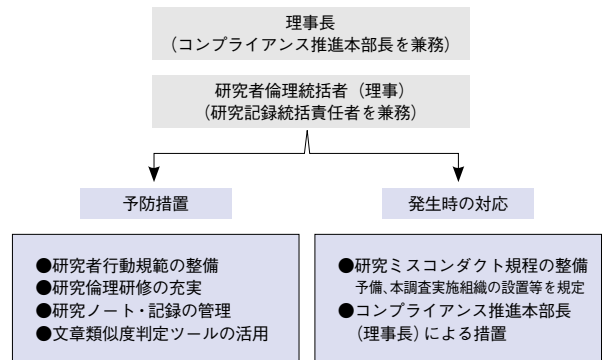 理事長
（コンプライアンス推進本部長を兼務）
研究者倫理統括者（理事）
（研究記録統括責任者を兼務）
予防措置
●研究者行動規範の整備
●研究倫理研修の充実
●研究ノート・記録の管理
●文章類似度判定ツールの活用
発生時の対応
●研究ミスコンダクト規程の整備
予備、本調査実施組織の設置等を規定
●コンプライアンス推進本部長
（理事長）による措置